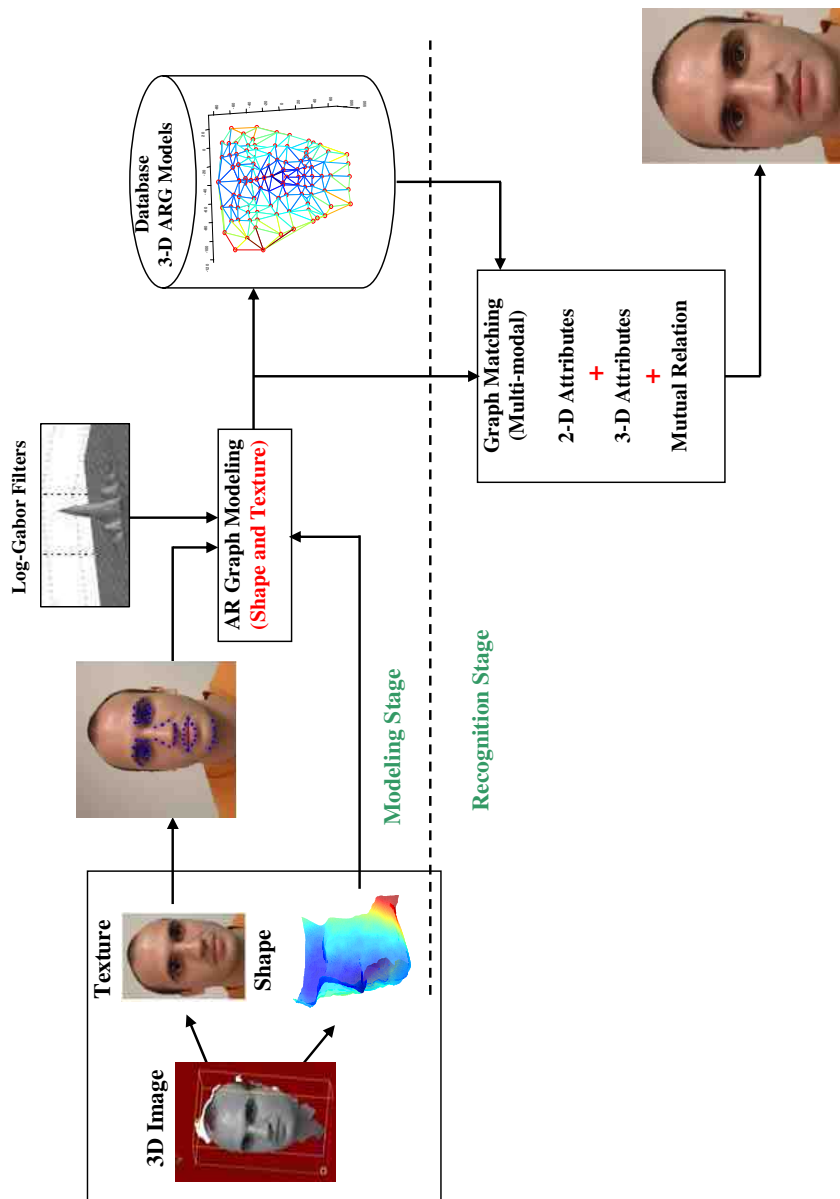 3D Image
Texture
Shape
Log-Gabor Filters
AR Graph Modeling
(Shape and Texture)
Database
3-D ARG Models
Modeling Stage
Recognition Stage
Graph Matching
(Multi-modal)
2-D Attributes
+
3-D Attributes
+
Mutual Relation